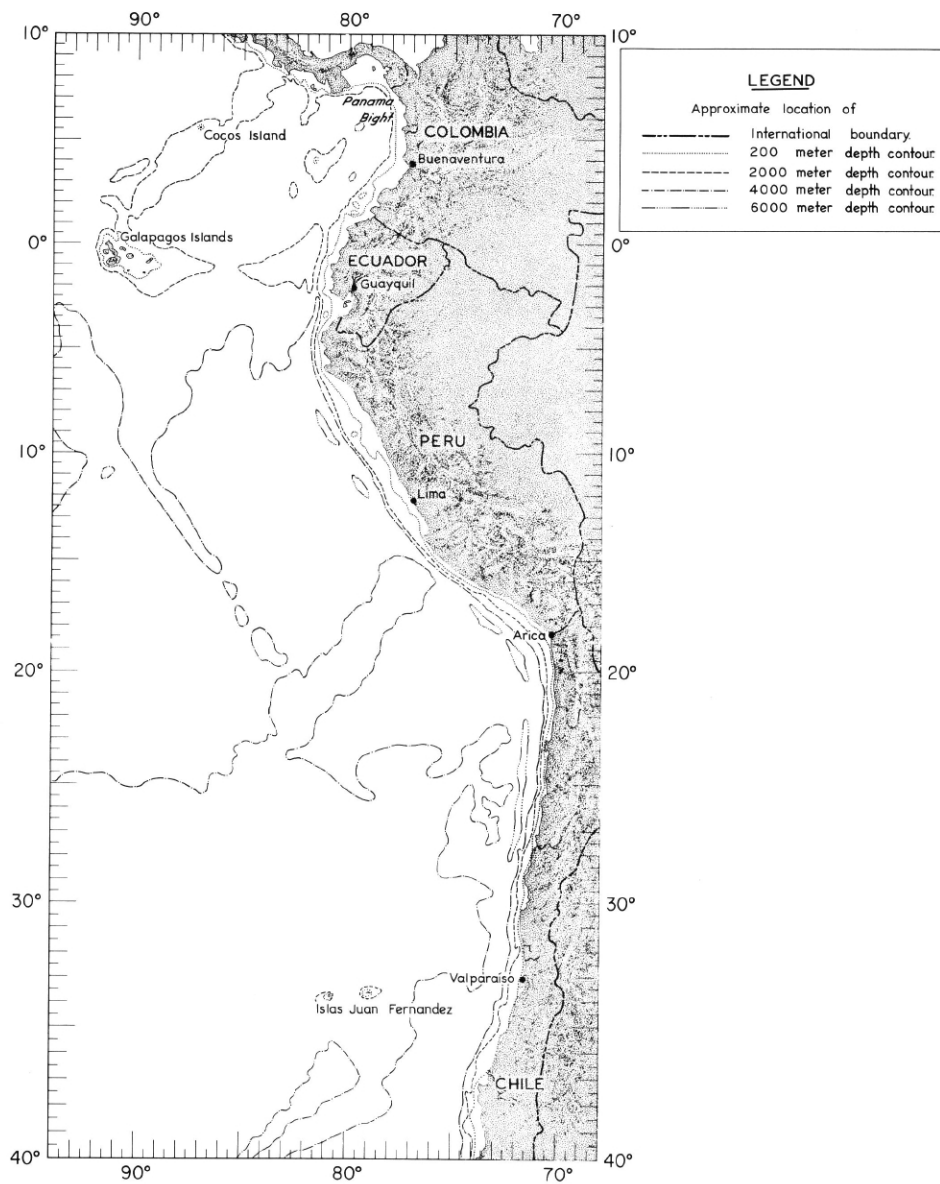 90° 80° 70°
10° 10°
LEGEND
Approximate location of
International boundary.
200 meter depth contour.
2000 meter depth contour.
4000 meter depth contour.
6000 meter depth contour.
Panama
Bight
Cocos Island
COLOMBIA
Buenaventura
Galapagos Islands
0° 0°
ECUADOR
Guayquil
PERU
10° 10°
Lima
Arica
20° 20°
30° 30°
Valparaíso
Islas Juan Fernandez
CHILE
40° 40°
90° 80° 70°